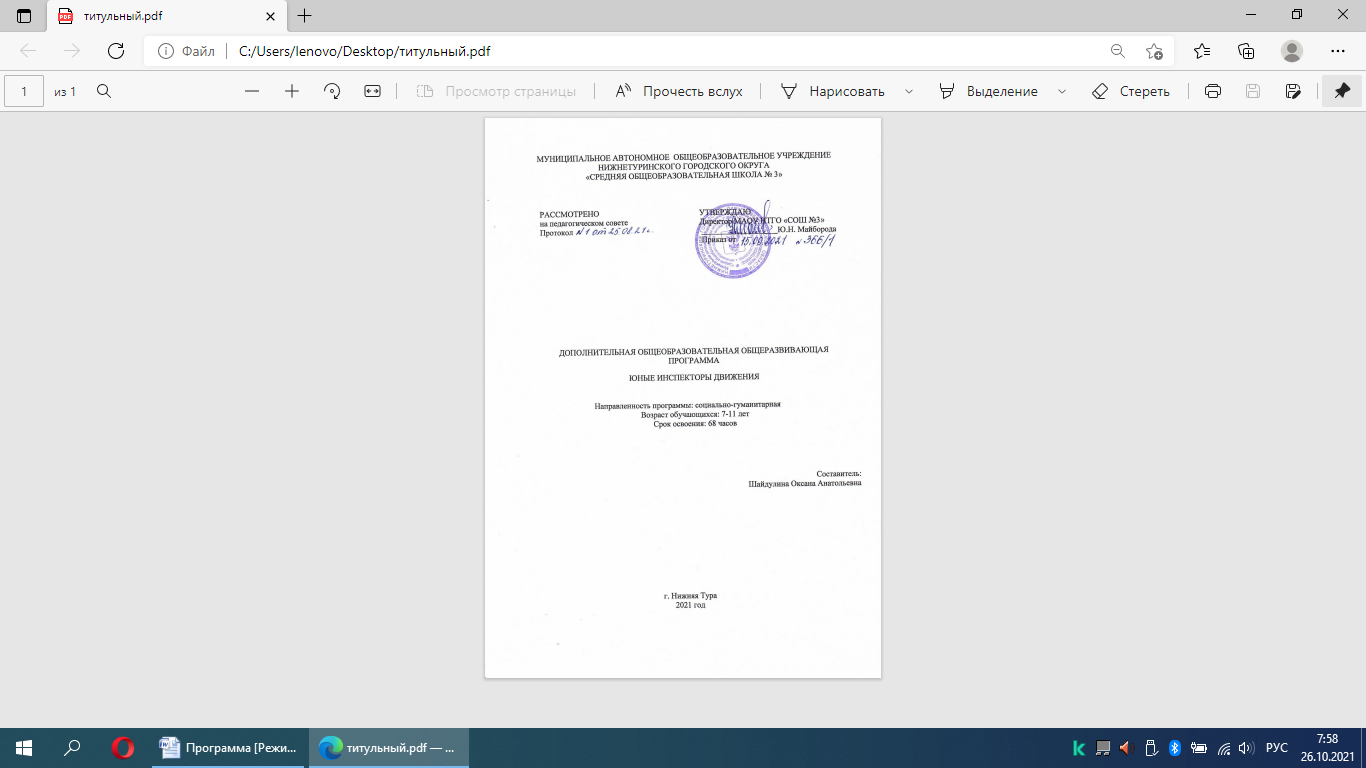 титульный.pdf
Файл
C:/Users/lenovo/Desktop/титульный.pdf
1 из 1
Просмотр страницы
Прочесть вслух
Нарисовать
Выделение
Стереть
МУНИЦИПАЛЬНОЕ АВТОНОМНОЕ ОБЩЕОБРАЗОВАТЕЛЬНОЕ УЧРЕЖДЕНИЕ
НИЖНЕТУРИНСКОГО ГОРОДСКОГО ОКРУГА
«СРЕДНЯЯ ОБЩЕОБРАЗОВАТЕЛЬНАЯ ШКОЛА № 3»
РАССМОТРЕНО
на педагогическом совете
Протокол №1 от 25.08.21г.
УТВЕРЖДАЮ
Директор МАОУ НТГО «СОШ №3»
Ю.Н. Майборода
Приказ от 2021 № 366/1
ДОПОЛНИТЕЛЬНАЯ ОБЩЕОБРАЗОВАТЕЛЬНАЯ ОБЩЕРАЗВИВАЮЩАЯ
ПРОГРАММА
ЮНЫЕ ИНСПЕКТОРЫ ДВИЖЕНИЯ
Направленность программы: социально-гуманитарная
Возраст обучающихся: 7-11 лет
Срок освоения: 68 часов
Составитель:
Шайдулина Оксана Анатольевна
г. Нижняя Тура
2021 год
Программа [Режи...
титульный.pdf — ...
РУС
7:58
26.10.2021